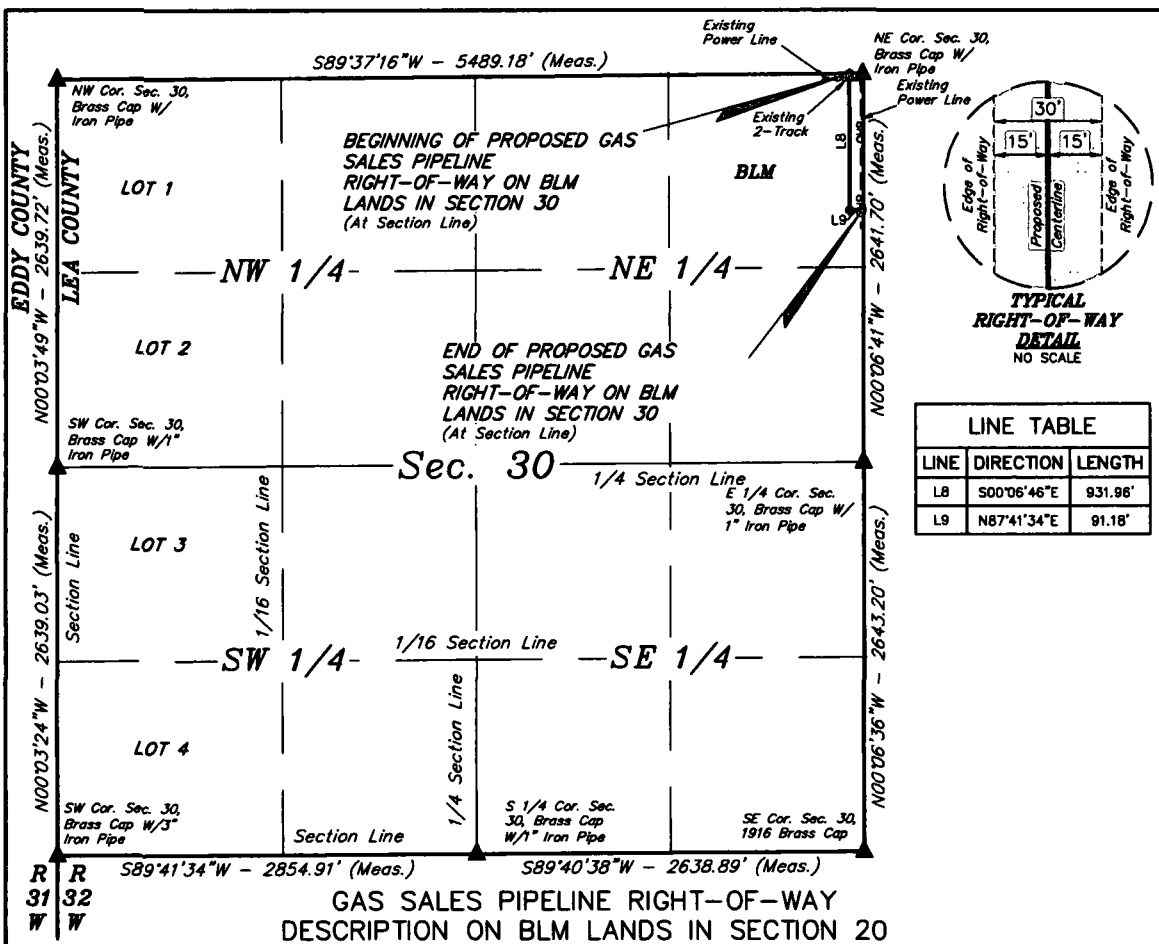 S89°37'16"W - 5489.18' (Meas.)
Existing
Power Line
NE Cor. Sec. 30,
Brass Cap W/
Iron Pipe
NW Cor. Sec. 30,
Brass Cap W/
Iron Pipe
Existing
Power Line
Existing
2-Track
BEGINNING OF PROPOSED GAS
SALES PIPELINE
RIGHT-OF-WAY ON BLM
LANDS IN SECTION 30
(At Section Line)
BLM
L8
L9
30'
15'
15'
Edge of
Right-of-Way
Proposed
Centerline
Edge of
Right-of-Way
TYPICAL
RIGHT-OF-WAY
DETAIL
NO SCALE
EDDY COUNTY
LEA COUNTY
N00°03'49"W - 2639.72' (Meas.)
N00°06'41"W - 2641.70' (Meas.)
LOT 1
NW 1/4
NE 1/4
LOT 2
END OF PROPOSED GAS
SALES PIPELINE
RIGHT-OF-WAY ON BLM
LANDS IN SECTION 30
(At Section Line)
SW Cor. Sec. 30,
Brass Cap W/1"
Iron Pipe
Sec. 30
1/4 Section Line
E 1/4 Cor. Sec.
30, Brass Cap W/
1" Iron Pipe
LINE TABLE
LINE DIRECTION LENGTH
L8 S00°06'46"E 931.96'
L9 N87°41'34"E 91.18'
N00°03'24"W - 2639.03' (Meas.)
Section Line
LOT 3
1/16 Section Line
1/16 Section Line
SW 1/4
SE 1/4
N00°06'36"W - 2643.20' (Meas.)
LOT 4
1/4 Section Line
SW Cor. Sec. 30,
Brass Cap W/3"
Iron Pipe
Section Line
S 1/4 Cor. Sec.
30, Brass Cap
W/1" Iron Pipe
SE Cor. Sec. 30,
1916 Brass Cap
S89°41'34"W - 2854.91' (Meas.)
S89°40'38"W - 2638.89' (Meas.)
R R
31 32
W W
GAS SALES PIPELINE RIGHT-OF-WAY
DESCRIPTION ON BLM LANDS IN SECTION 20